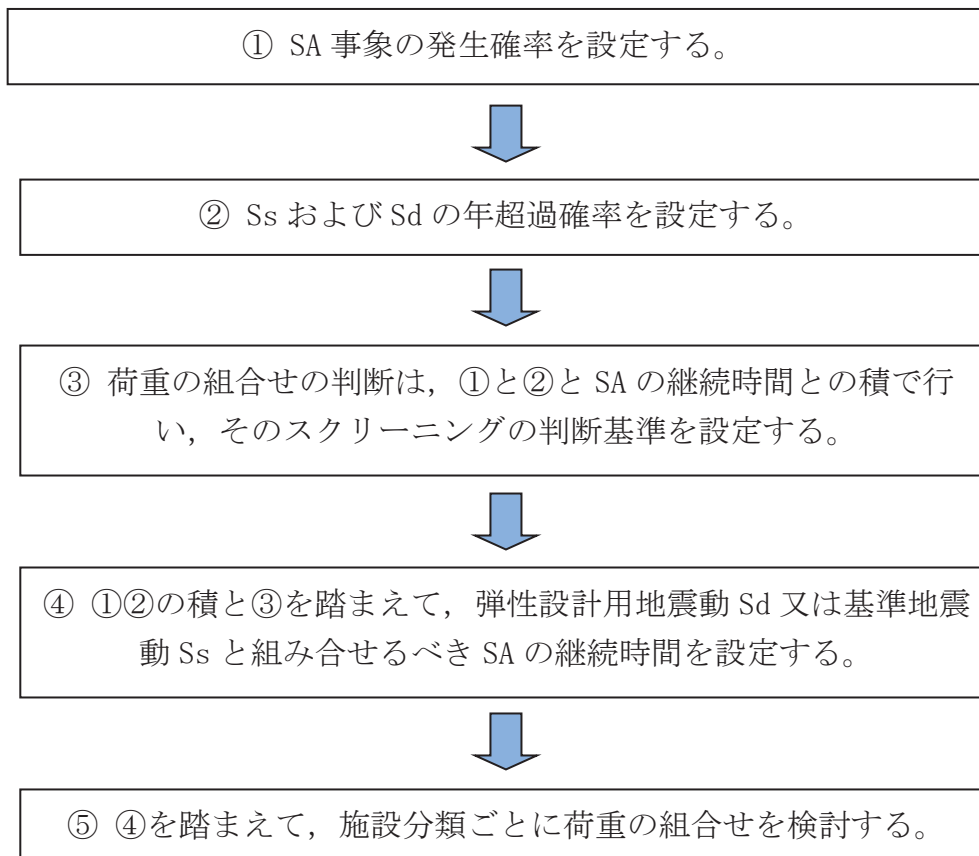 ① SA 事象の発生確率を設定する。
② Ss および Sd の年超過確率を設定する。
③ 荷重の組合せの判断は，①と②と SA の継続時間との積で行
い，そのスクリーニングの判断基準を設定する。
④ ①②の積と③を踏まえて，弾性設計用地震動 Sd 又は基準地震
動 Ss と組み合せるべき SA の継続時間を設定する。
⑤ ④を踏まえて，施設分類ごとに荷重の組合せを検討する。